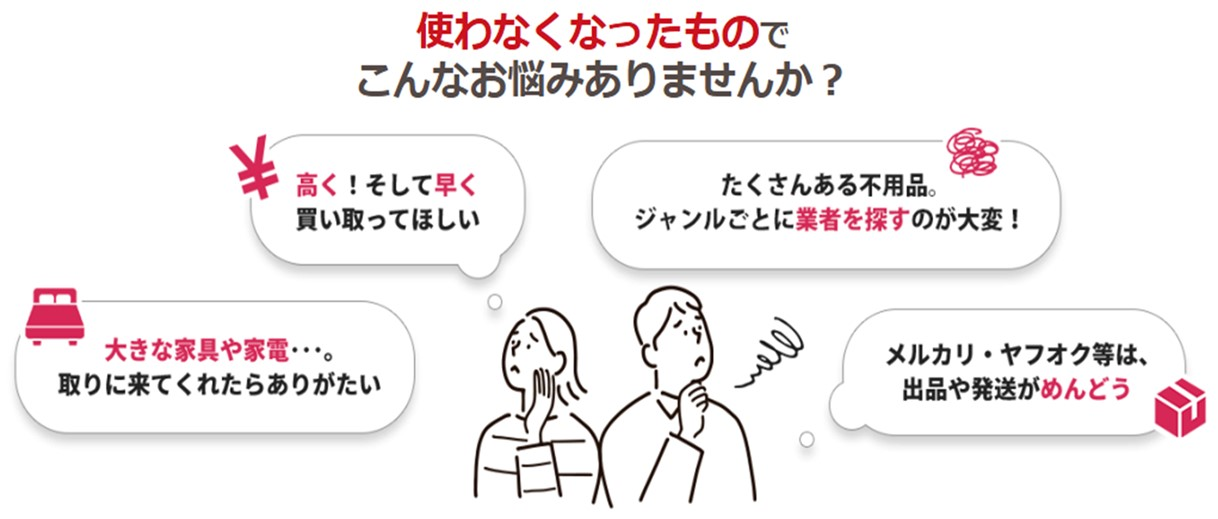 使わなくなったもので
こんなお悩みありませんか？
高く！そして早く
買い取ってほしい
たくさんある不用品。
ジャンルごとに業者を探すのが大変！
大きな家具や家電･･･。
取りに来てくれたらありがたい
メルカリ・ヤフオク等は、
出品や発送がめんどう